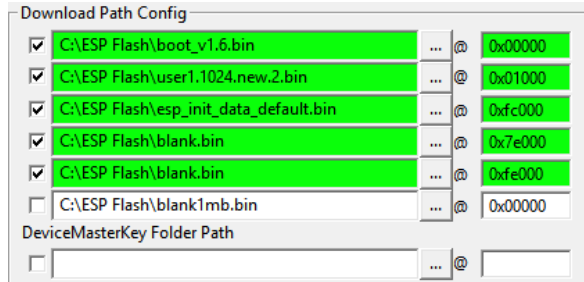 Download Path Config
C:\ESP Flash\boot_v1.6.bin ... @ 0x00000
C:\ESP Flash\user1.1024.new.2.bin ... @ 0x01000
C:\ESP Flash\esp_init_data_default.bin ... @ 0xfc000
C:\ESP Flash\blank.bin ... @ 0x7e000
C:\ESP Flash\blank.bin ... @ 0xfe000
C:\ESP Flash\blank1mb.bin ... @ 0x00000
DeviceMasterKey Folder Path
... @